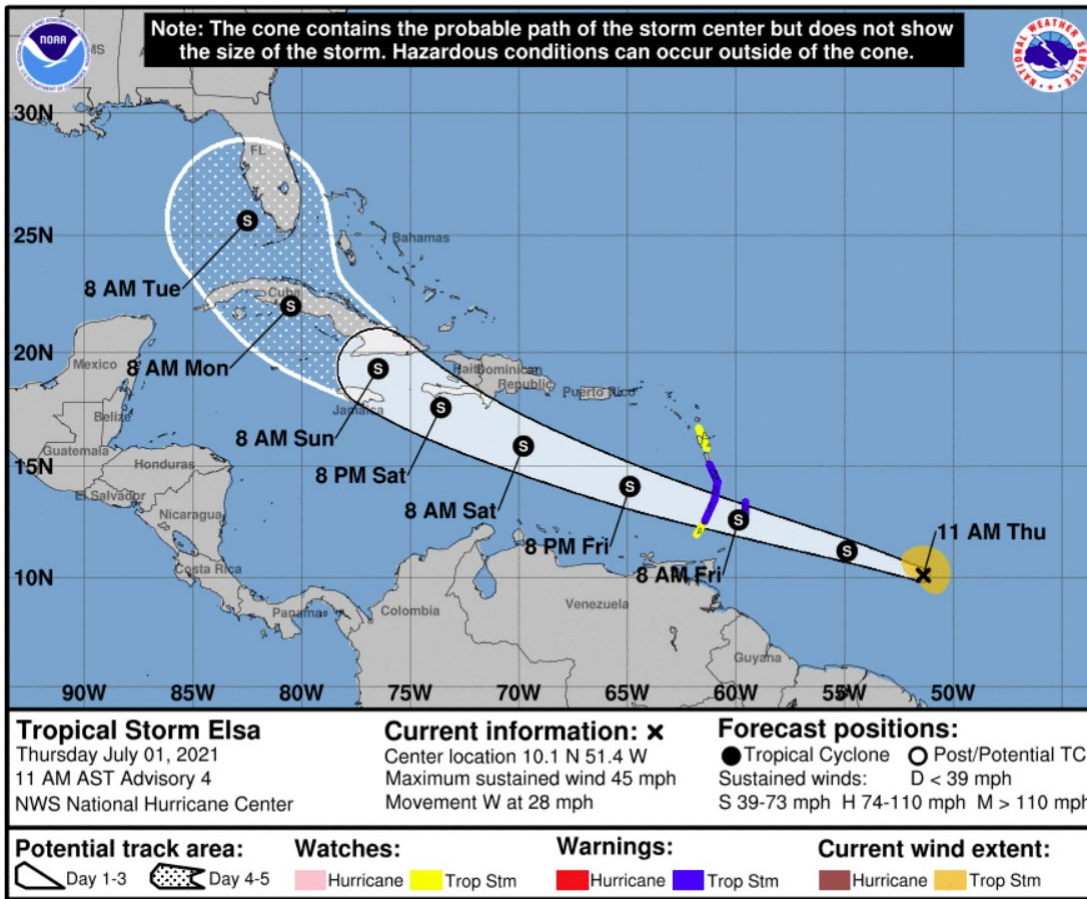 Note: The cone contains the probable path of the storm center but does not show
the size of the storm. Hazardous conditions can occur outside of the cone.
NOAA
NATIONAL WEATHER SERVICE
MS
30N
FL
25N
Bahamas
8 AM Tue
Cuba
20N
Mexico
8 AM Mon
Haiti
Dominican
Republic
Puerto Rico
Belize
Jamaica
8 AM Sun
Guatemala
Honduras
15N
8 PM Sat
El Salvador
Nicaragua
8 AM Sat
11 AM Thu
8 PM Fri
Costa Rica
10N
8 AM Fri
Panama
Colombia
Venezuela
Guyana
90W 85W 80W 75W 70W 65W 60W 55W 50W
S
S
S
S
S
S
S
S
Tropical Storm Elsa
Thursday July 01, 2021
11 AM AST Advisory 4
NWS National Hurricane Center
Current information: x
Center location 10.1 N 51.4 W
Maximum sustained wind 45 mph
Movement W at 28 mph
Forecast positions:
Tropical Cyclone Post/Potential TC
Sustained winds: D < 39 mph
S 39-73 mph H 74-110 mph M > 110 mph
Potential track area:
Day 1-3 Day 4-5
Watches:
Hurricane Trop Stm
Warnings:
Hurricane Trop Stm
Current wind extent:
Hurricane Trop Stm